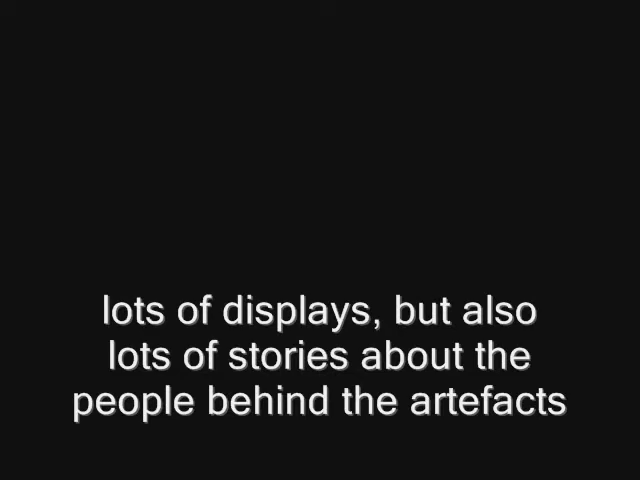 lots of displays, but also
lots of stories about the
people behind the artefacts